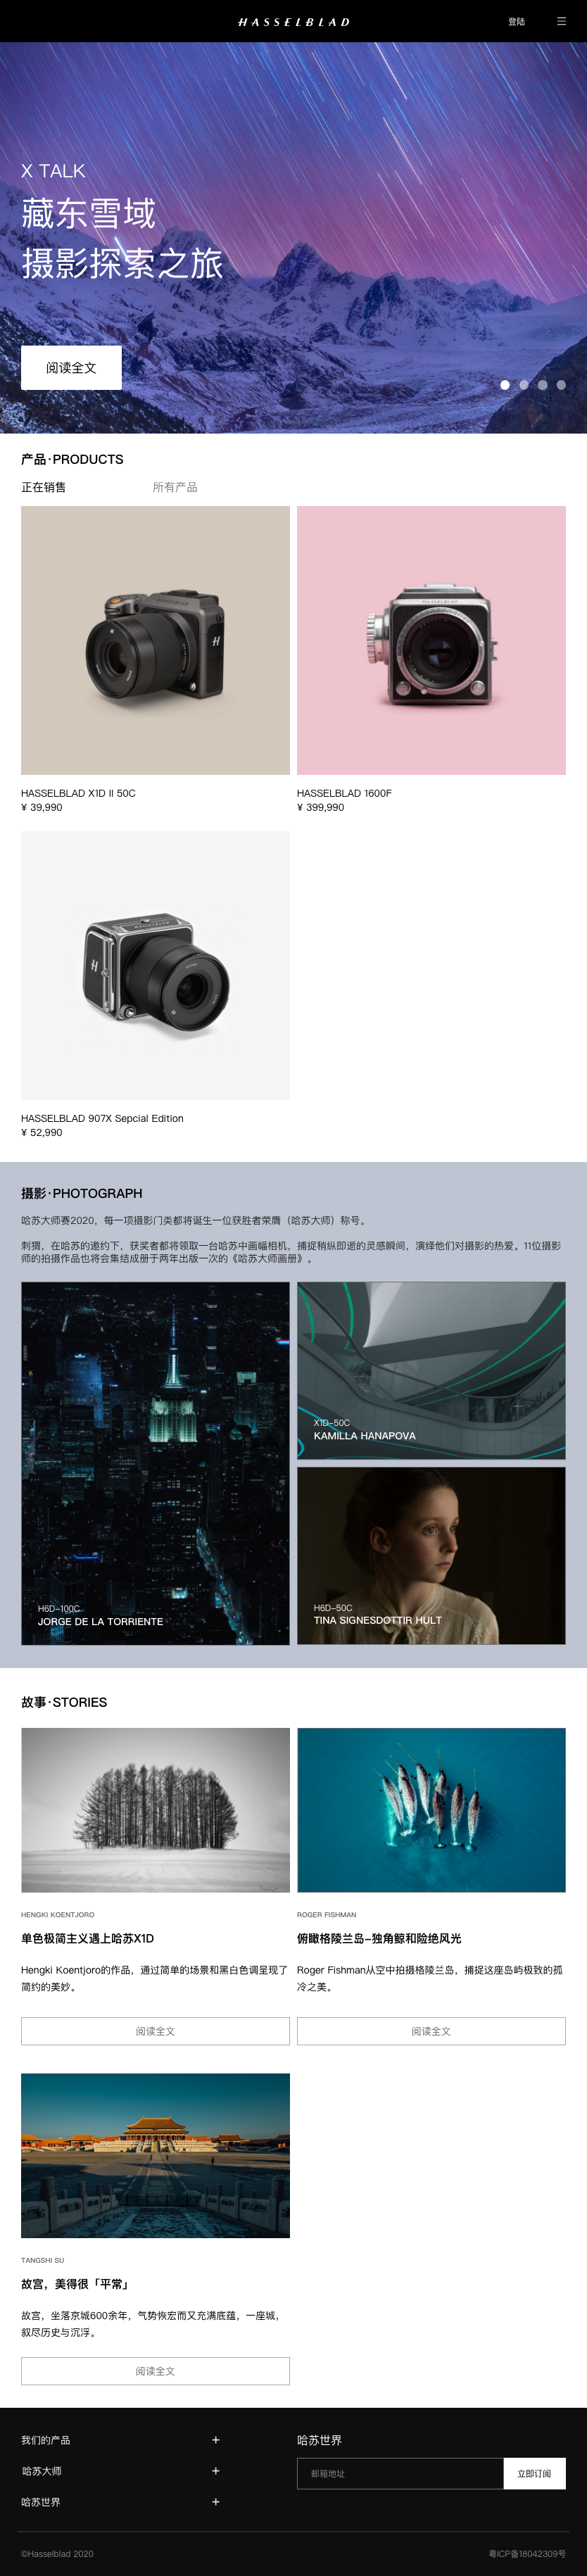 HASSELBLAD
登陆
X TALK
藏东雪域
摄影探索之旅
阅读全文
产品·PRODUCTS
正在销售
所有产品
HASSELBLAD X1D II 50C
¥ 39,990
HASSELBLAD 1600F
¥ 399,990
HASSELBLAD 907X Sepcial Edition
¥ 52,990
摄影·PHOTOGRAPH
哈苏大师赛2020，每一项摄影门类都将诞生一位获胜者荣膺（哈苏大师）称号。
刺猬，在哈苏的邀约下，获奖者都将领取一台哈苏中画幅相机，捕捉稍纵即逝的灵感瞬间，演绎他们对摄影的热爱。11位摄影
师的拍摄作品也将会集结成册于两年出版一次的《哈苏大师画册》。
H6D-100C
JORGE DE LA TORRIENTE
X1D-50C
KAMILLA HANAPOVA
H6D-50C
TINA SIGNESDOTTIR HULT
故事·STORIES
HENGKI KOENTJORO
单色极简主义遇上哈苏X1D
Hengki Koentjoro的作品，通过简单的场景和黑白色调呈现了
简约的美妙。
阅读全文
ROGER FISHMAN
俯瞰格陵兰岛-独角鲸和险绝风光
Roger Fishman从空中拍摄格陵兰岛，捕捉这座岛屿极致的孤
冷之美。
阅读全文
TANGSHI SU
故宫，美得很「平常」
故宫，坐落京城600余年，气势恢宏而又充满底蕴，一座城，
叙尽历史与沉浮。
阅读全文
我们的产品
哈苏大师
哈苏世界
哈苏世界
邮箱地址
立即订阅
©Hasselblad 2020
粤ICP备18042309号